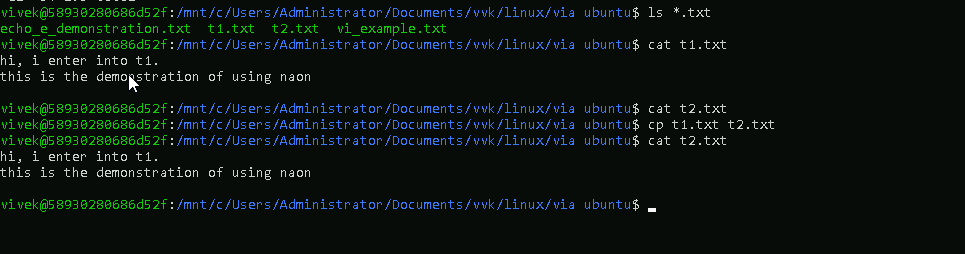 vivek@58930280686d52f:/mnt/c/Users/Administrator/Documents/vvk/linux/via ubuntu$ ls *.txt
echo_e_demonstration.txt  t1.txt  t2.txt  vi_example.txt
vivek@58930280686d52f:/mnt/c/Users/Administrator/Documents/vvk/linux/via ubuntu$ cat t1.txt
hi, i enter into t1.
this is the demonstration of using naon
vivek@58930280686d52f:/mnt/c/Users/Administrator/Documents/vvk/linux/via ubuntu$ cat t2.txt
vivek@58930280686d52f:/mnt/c/Users/Administrator/Documents/vvk/linux/via ubuntu$ cp t1.txt t2.txt
vivek@58930280686d52f:/mnt/c/Users/Administrator/Documents/vvk/linux/via ubuntu$ cat t2.txt
hi, i enter into t1.
this is the demonstration of using naon
vivek@58930280686d52f:/mnt/c/Users/Administrator/Documents/vvk/linux/via ubuntu$